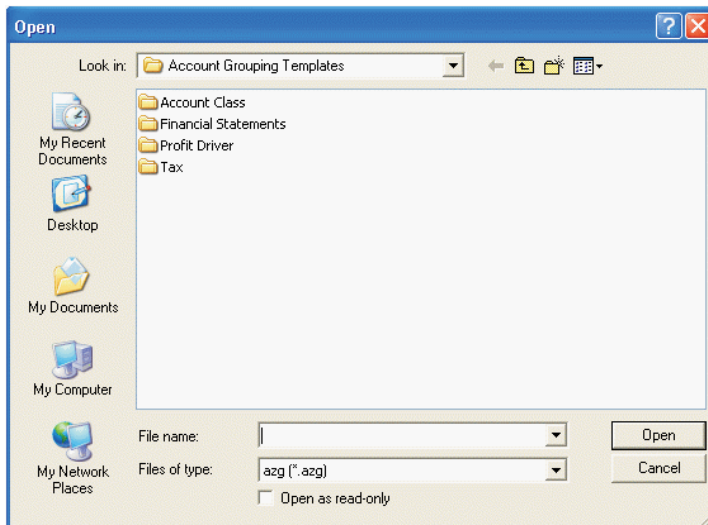 Open
Look in: Account Grouping Templates
Account Class
Financial Statements
Profit Driver
Tax
My Recent
Documents
Desktop
My Documents
My Computer
My Network
Places
File name:
Open
Files of type: azg (*.azg)
Cancel
Open as read-only